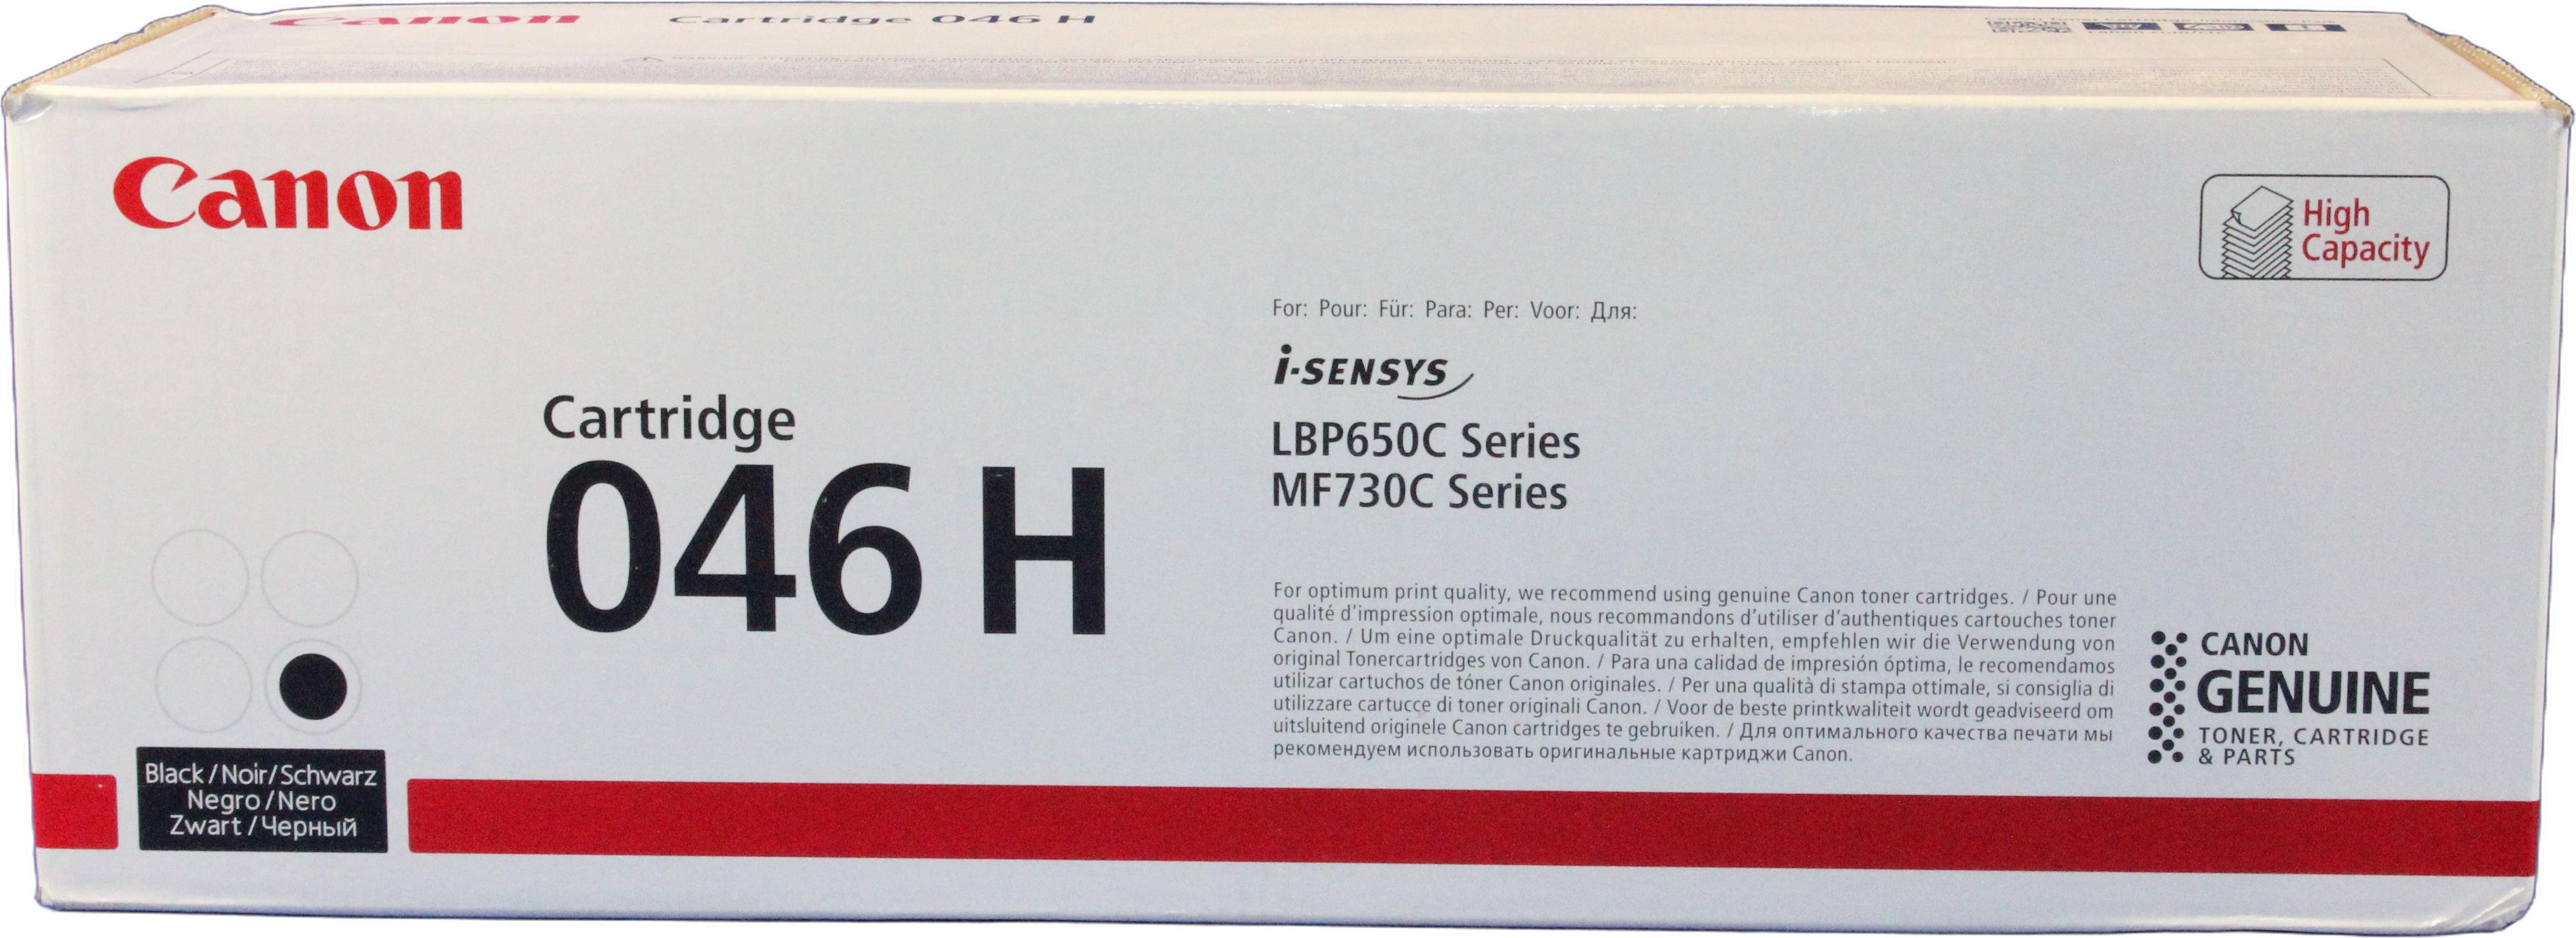 Canon
Cartridge 046 H
Canon
High
Capacity
For: Pour: Für: Para: Per: Voor: Для:
i-SENSYS
LBP650C Series
MF730C Series
Cartridge
046 H
For optimum print quality, we recommend using genuine Canon toner cartridges. / Pour une
qualité d'impression optimale, nous recommandons d'utiliser d'authentiques cartouches toner
Canon. / Um eine optimale Druckqualität zu erhalten, empfehlen wir die Verwendung von
original Tonercartridges von Canon. / Para una calidad de impresión óptima, le recomendamos
utilizar cartuchos de tóner Canon originales. / Per una qualità di stampa ottimale, si consiglia di
utilizzare cartucce di toner originali Canon. / Voor de beste printkwaliteit wordt geadviseerd om
uitsluitend originele Canon cartridges te gebruiken. / Для оптимального качества печати мы
рекомендуем использовать оригинальные картриджи Canon.
CANON
GENUINE
TONER, CARTRIDGE
& PARTS
Black / Noir / Schwarz
Negro / Nero
Zwart / Черный